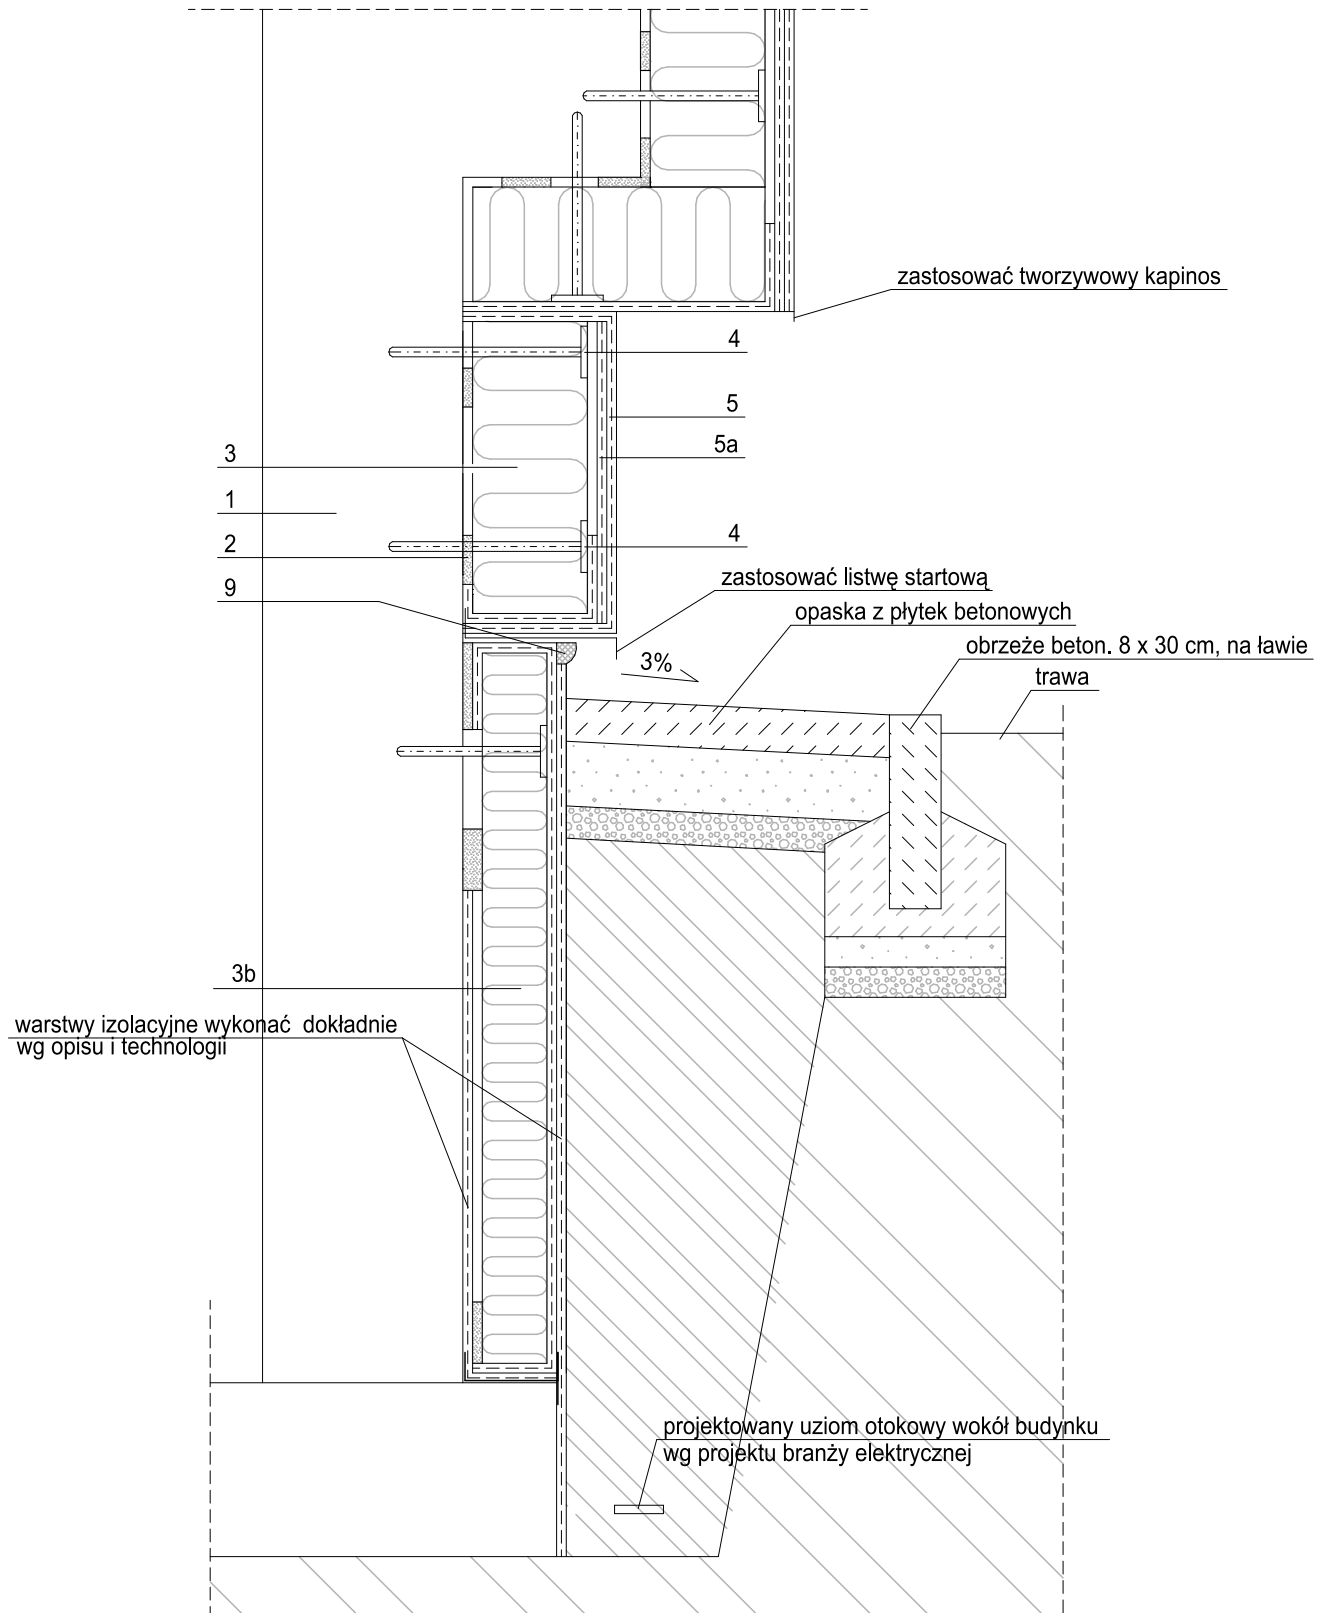 zastosować tworzywowy kapinos
4
5
5a
3
1
4
2
zastosować listwę startową
9
opaska z płytek betonowych
obrzeże beton. 8 x 30 cm, na ławie
3%
trawa
3b
warstwy izolacyjne wykonać dokładnie
wg opisu i technologii
projektowany uziom otokowy wokół budynku
wg projektu branży elektrycznej